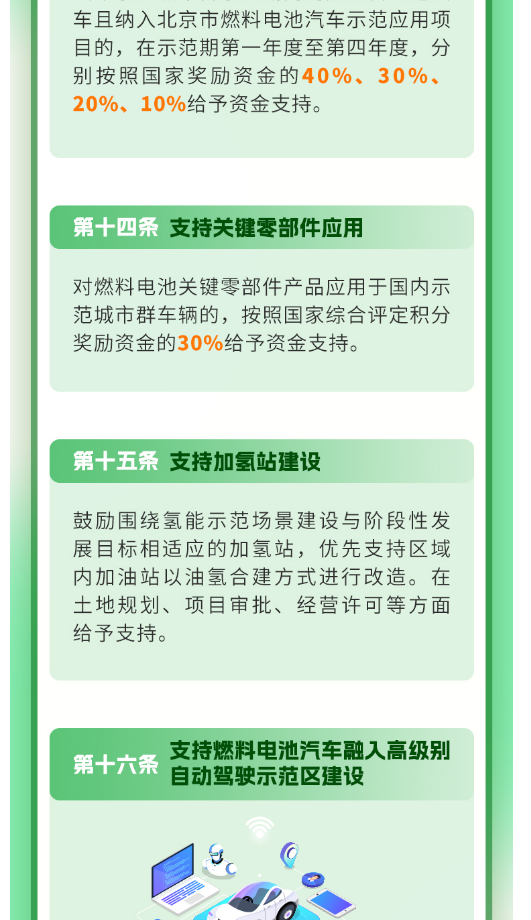 车且纳入北京市燃料电池汽车示范应用项
目的，在示范期第一年度至第四年度，分
别按照国家奖励资金的40%、30%、
20%、10%给予资金支持。
第十四条 支持关键零部件应用
对燃料电池关键零部件产品应用于国内示
范城市群车辆的，按照国家综合评定积分
奖励资金的30%给予资金支持。
第十五条 支持加氢站建设
鼓励围绕氢能示范场景建设与阶段性发
展目标相适应的加氢站，优先支持区域
内加油站以油氢合建方式进行改造。在
土地规划、项目审批、经营许可等方面
给予支持。
第十六条 支持燃料电池汽车融入高级别
自动驾驶示范区建设